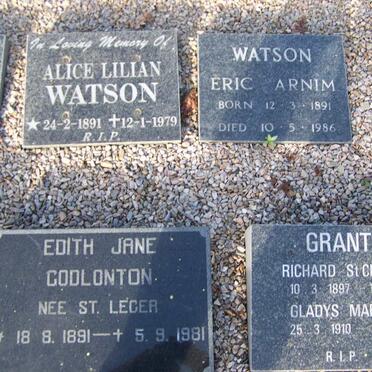 In Loving Memory Of
ALICE LILIAN
WATSON
★ 24-2-1891 ✝ 12-1-1979
R.I.P.
WATSON
ERIC ARNIM
BORN 12·3·1891
DIED 10·5·1986
EDITH JANE
GODLONTON
NEE ST. LEGER
18 8. 1891 — † 5. 9. 1981
GRANT
RICHARD St
10·3 1897
GLADYS
25·3 1910
R.I.P.